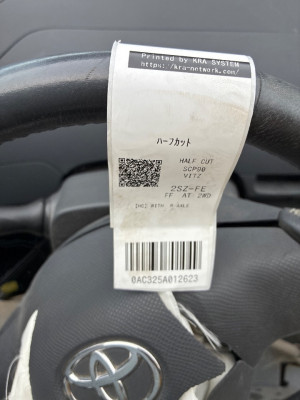 Printed by KRA SYSTEM
https://kra-network.com/
ハーフカット
HALF CUT
SCP90
VITZ
2SZ-FE
FF AT 2WD
0AC325A012623